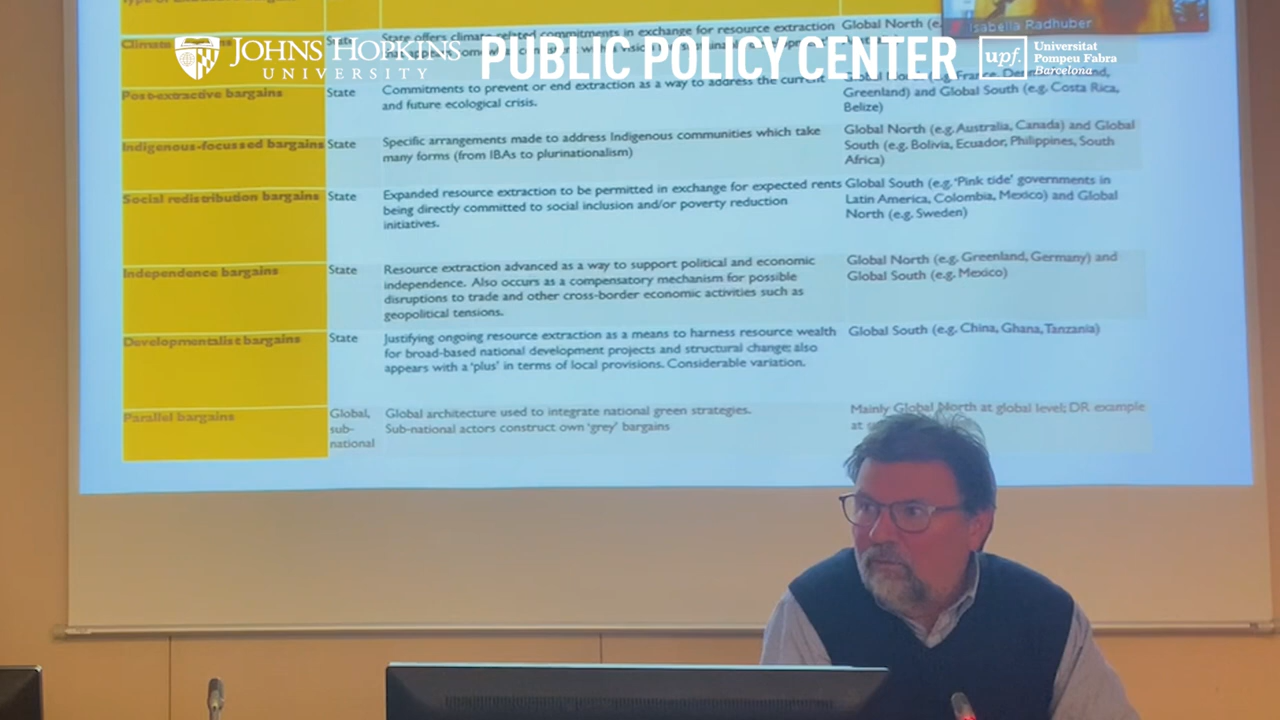 Isabella Radhuber
JOHNS HOPKINS
UNIVERSITY
PUBLIC POLICY CENTER
upf.
Universitat
Pompeu Fabra
Barcelona
State offers climate-related commitments in exchange for resource extraction
Global North (e.
Climate
State
Post-extractive bargains
State
Commitments to prevent or end extraction as a way to address the current
and future ecological crisis.
Greenland) and Global South (e.g. Costa Rica,
Belize)
Indigenous-focussed bargains
State
Specific arrangements made to address Indigenous communities which take
many forms (from IBAs to plurinationalism)
Global North (e.g. Australia, Canada) and Global
South (e.g. Bolivia, Ecuador, Philippines, South
Africa)
Social redistribution bargains
State
Expanded resource extraction to be permitted in exchange for expected rents
being directly committed to social inclusion and/or poverty reduction
initiatives.
Global South (e.g. 'Pink tide' governments in
Latin America, Colombia, Mexico) and Global
North (e.g. Sweden)
Independence bargains
State
Resource extraction advanced as a way to support political and economic
independence. Also occurs as a compensatory mechanism for possible
disruptions to trade and other cross-border economic activities such as
geopolitical tensions.
Global North (e.g. Greenland, Germany) and
Global South (e.g. Mexico)
Developmentalist bargains
State
Justifying ongoing resource extraction as a means to harness resource wealth
for broad-based national development projects and structural change; also
appears with a 'plus' in terms of local provisions. Considerable variation.
Global South (e.g. China, Ghana, Tanzania)
Parallel bargains
Global,
sub-
national
Global architecture used to integrate national green strategies.
Sub-national actors construct own 'grey' bargains
Mainly Global North at global level; DR example
at